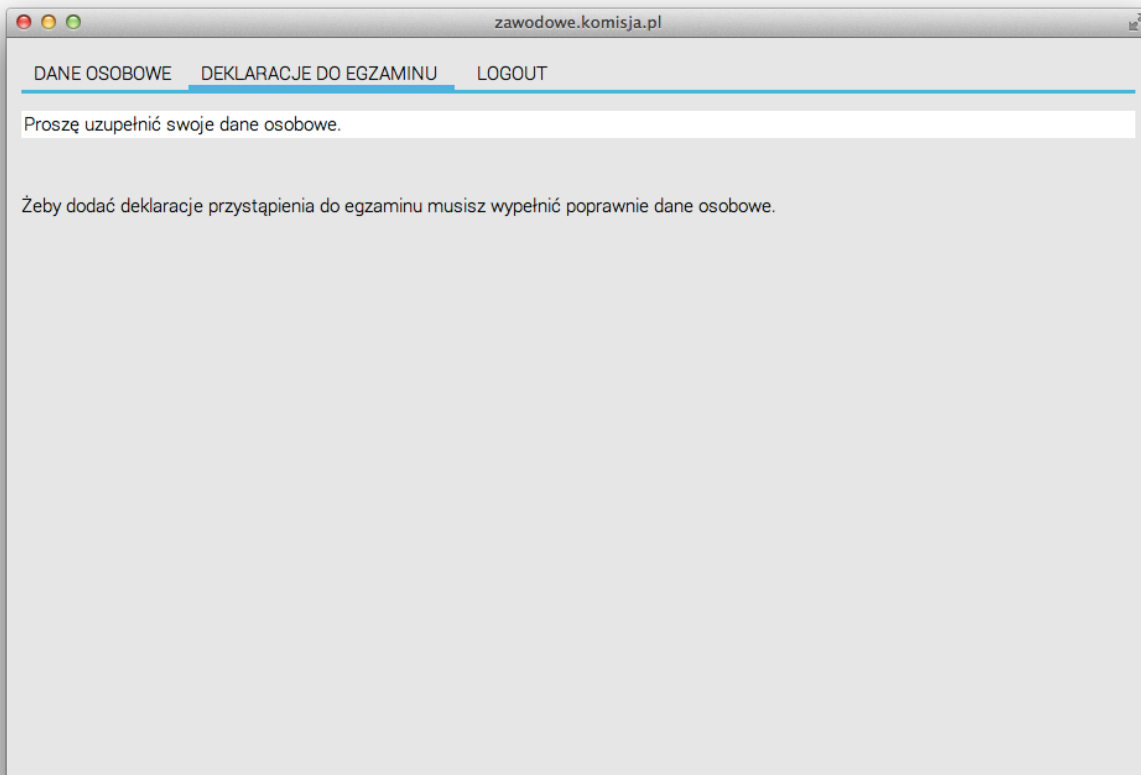 zawodowe.komisja.pl
DANE OSOBOWE DEKLARACJE DO EGZAMINU LOGOUT
Proszę uzupełnić swoje dane osobowe.
Żeby dodać deklaracje przystąpienia do egzaminu musisz wypełnić poprawnie dane osobowe.